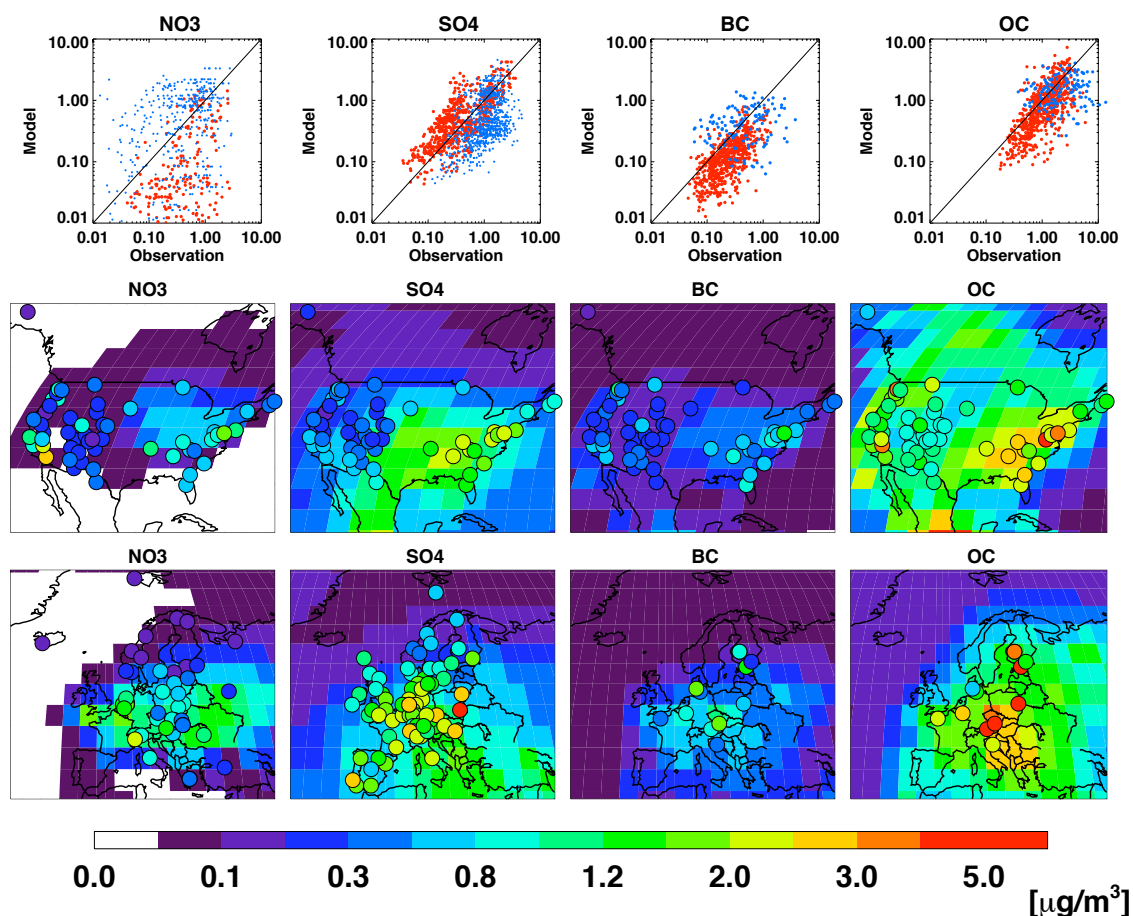 NO3 SO4 BC OC
10.00 10.00 10.00 10.00
1.00 1.00 1.00 1.00
Model Model Model Model
0.10 0.10 0.10 0.10
0.01 0.01 0.01 0.01
0.01 0.10 1.00 10.00 0.01 0.10 1.00 10.00 0.01 0.10 1.00 10.00 0.01 0.10 1.00 10.00
Observation Observation Observation Observation
NO3 SO4 BC OC
NO3 SO4 BC OC
0.0 0.1 0.3 0.8 1.2 2.0 3.0 5.0
[μg/m³]